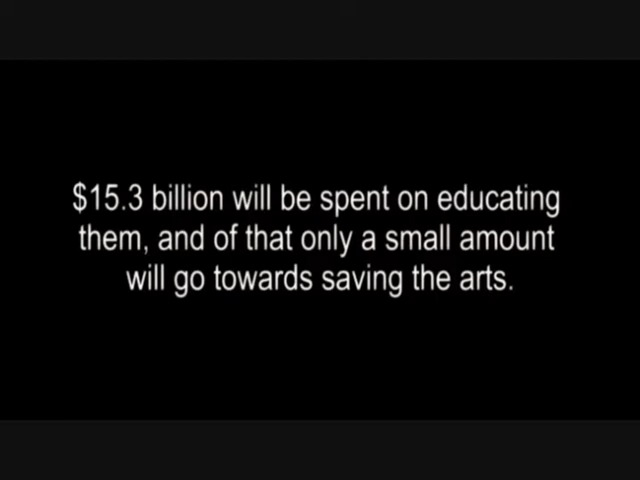 $15.3 billion will be spent on educating
them, and of that only a small amount
will go towards saving the arts.